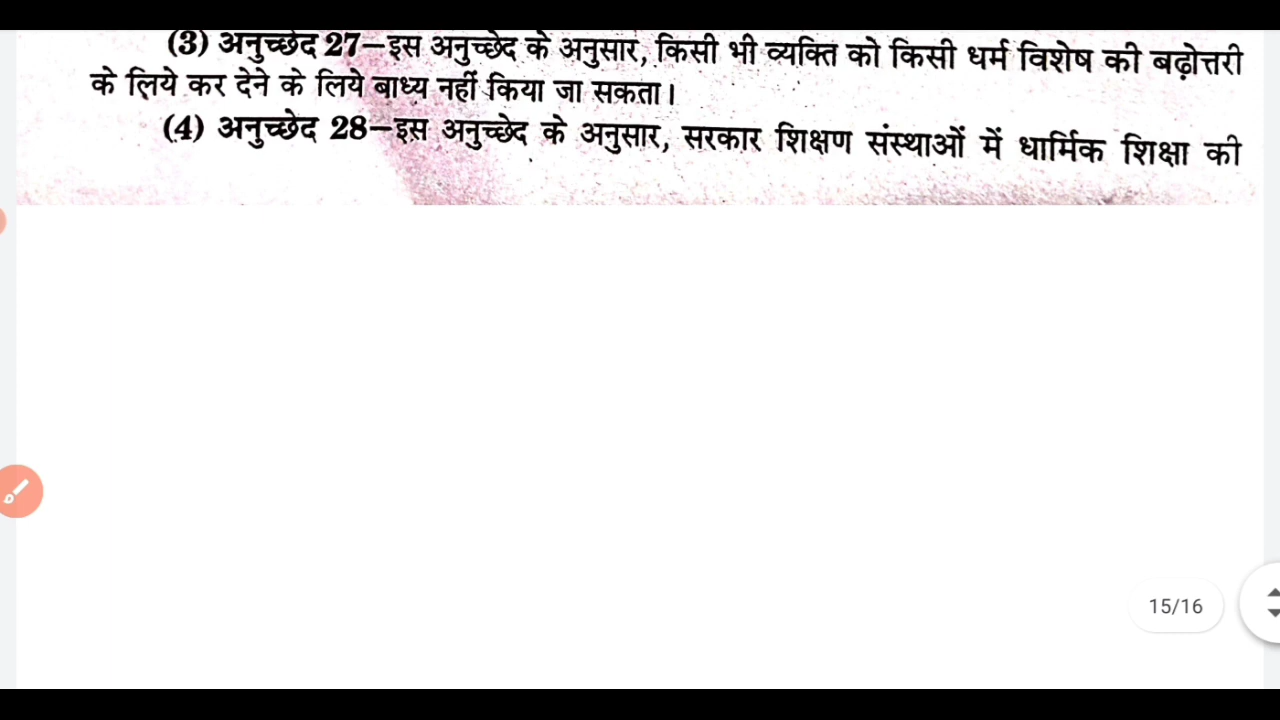 (3) अनुच्छेद 27–इस अनुच्छेद के अनुसार, किसी भी व्यक्ति को किसी धर्म विशेष की बढ़ोत्तरी
के लिये कर देने के लिये बाध्य नहीं किया जा सकता।
(4) अनुच्छेद 28–इस अनुच्छेद के अनुसार, सरकार शिक्षण संस्थाओं में धार्मिक शिक्षा की
15/16